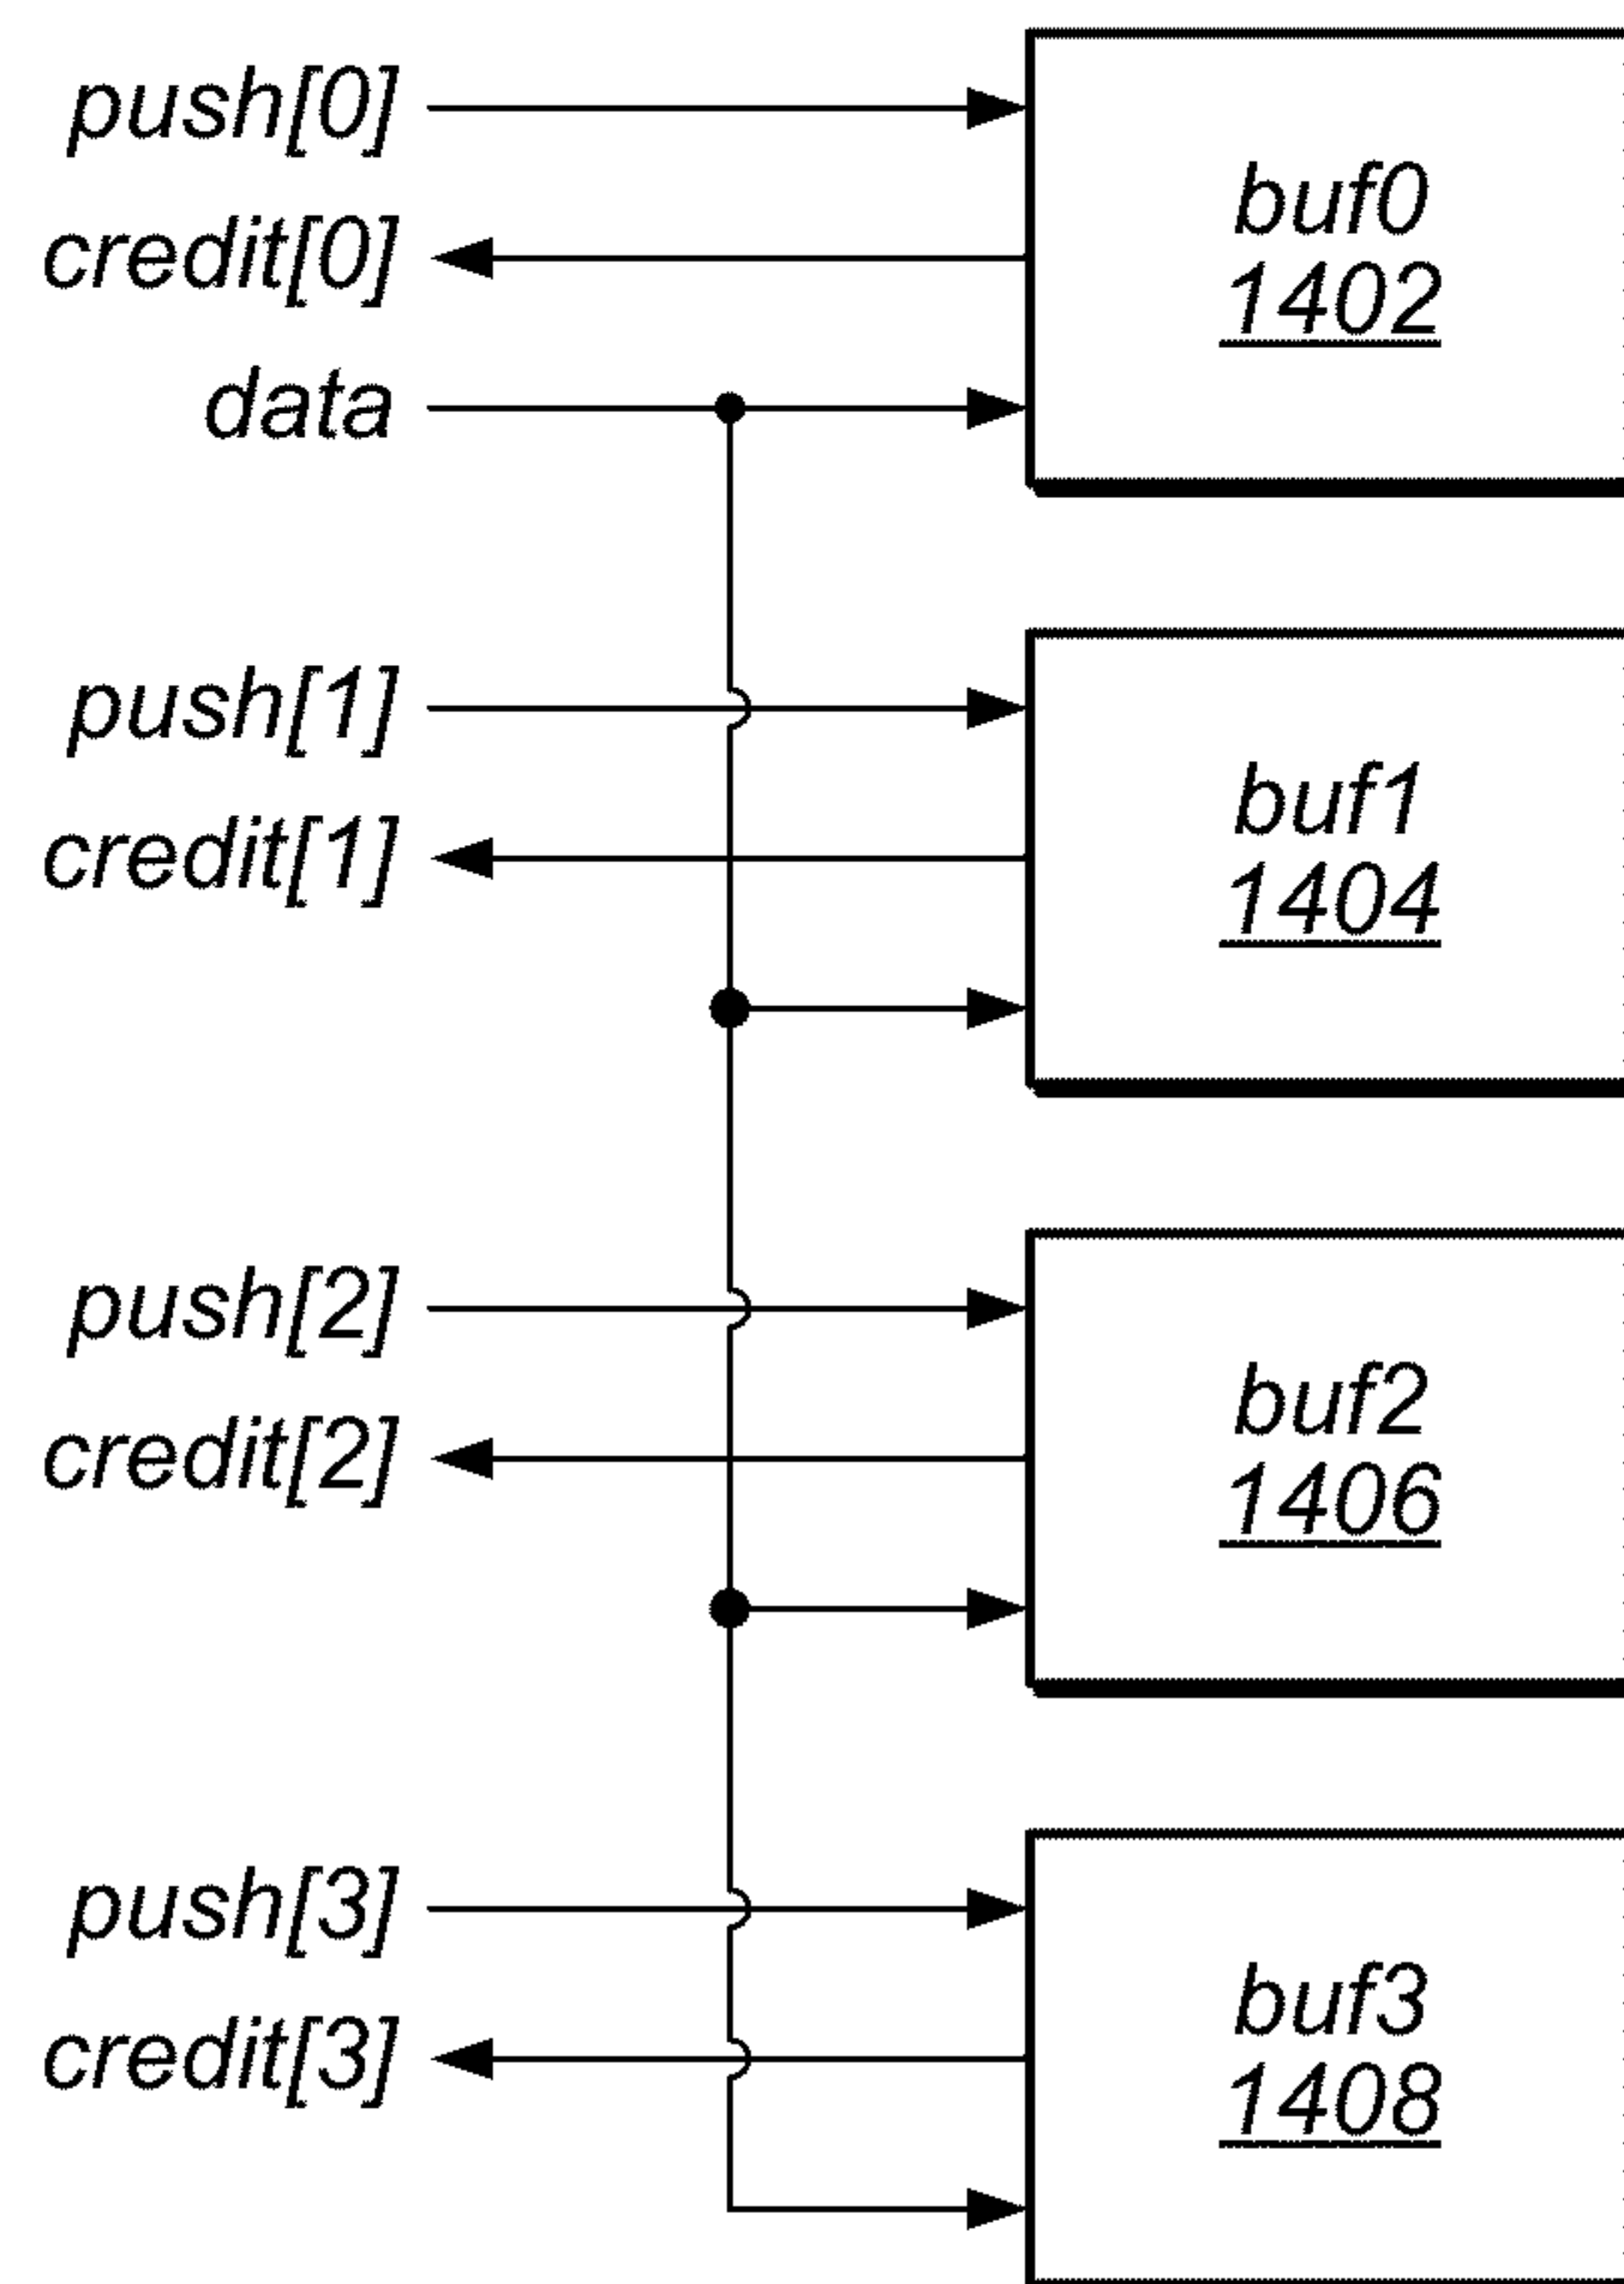 push[0]
credit[0]
data
buf0
1402
push[1]
credit[1]
buf1
1404
push[2]
credit[2]
buf2
1406
push[3]
credit[3]
buf3
1408